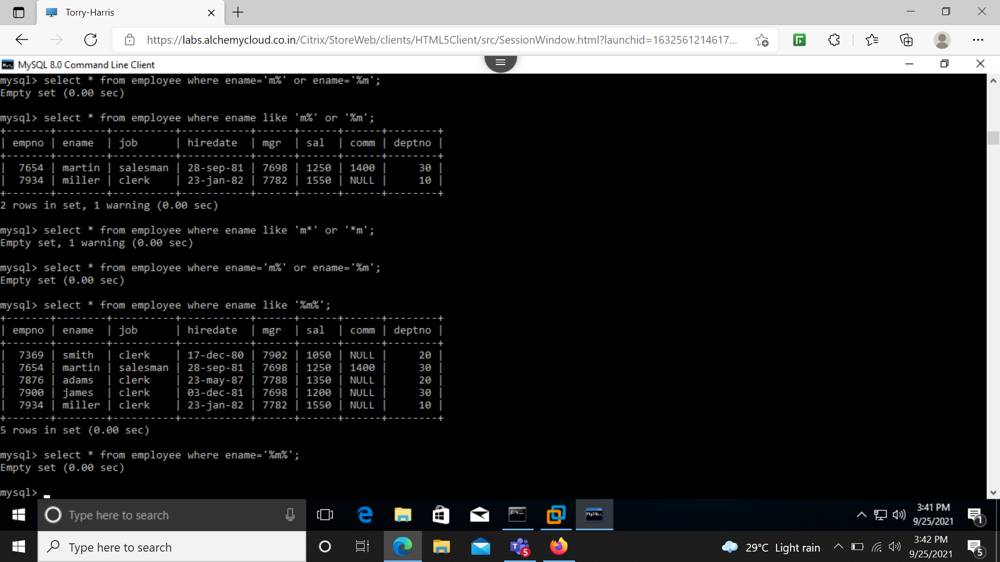 Torry-Harris
https://labs.alchemycloud.co.in/Citrix/StoreWeb/clients/HTML5Client/src/SessionWindow.html?launchid=1632561214617...
MySQL 8.0 Command Line Client
mysql> select * from employee where ename='m%' or ename='%m';
Empty set (0.00 sec)
mysql> select * from employee where ename like 'm%' or '%m';
+-------+--------+----------+-----------+------+------+------+--------+
| empno | ename  | job      | hiredate  | mgr  | sal  | comm | deptno |
+-------+--------+----------+-----------+------+------+------+--------+
|  7654 | martin | salesman | 28-sep-81 | 7698 | 1250 | 1400 |     30 |
|  7934 | miller | clerk    | 23-jan-82 | 7782 | 1550 | NULL |     10 |
+-------+--------+----------+-----------+------+------+------+--------+
2 rows in set, 1 warning (0.00 sec)
mysql> select * from employee where ename like 'm*' or '*m';
Empty set, 1 warning (0.00 sec)
mysql> select * from employee where ename='m%' or ename='%m';
Empty set (0.00 sec)
mysql> select * from employee where ename like '%m%';
+-------+--------+----------+-----------+------+------+------+--------+
| empno | ename  | job      | hiredate  | mgr  | sal  | comm | deptno |
+-------+--------+----------+-----------+------+------+------+--------+
|  7369 | smith  | clerk    | 17-dec-80 | 7902 | 1050 | NULL |     20 |
|  7654 | martin | salesman | 28-sep-81 | 7698 | 1250 | 1400 |     30 |
|  7876 | adams  | clerk    | 23-may-87 | 7788 | 1350 | NULL |     20 |
|  7900 | james  | clerk    | 03-dec-81 | 7698 | 1200 | NULL |     30 |
|  7934 | miller | clerk    | 23-jan-82 | 7782 | 1550 | NULL |     10 |
+-------+--------+----------+-----------+------+------+------+--------+
5 rows in set (0.00 sec)
mysql> select * from employee where ename='%m%';
Empty set (0.00 sec)
mysql> _
Type here to search
3:41 PM
9/25/2021
1
Type here to search
5
29°C Light rain
3:42 PM
9/25/2021
5